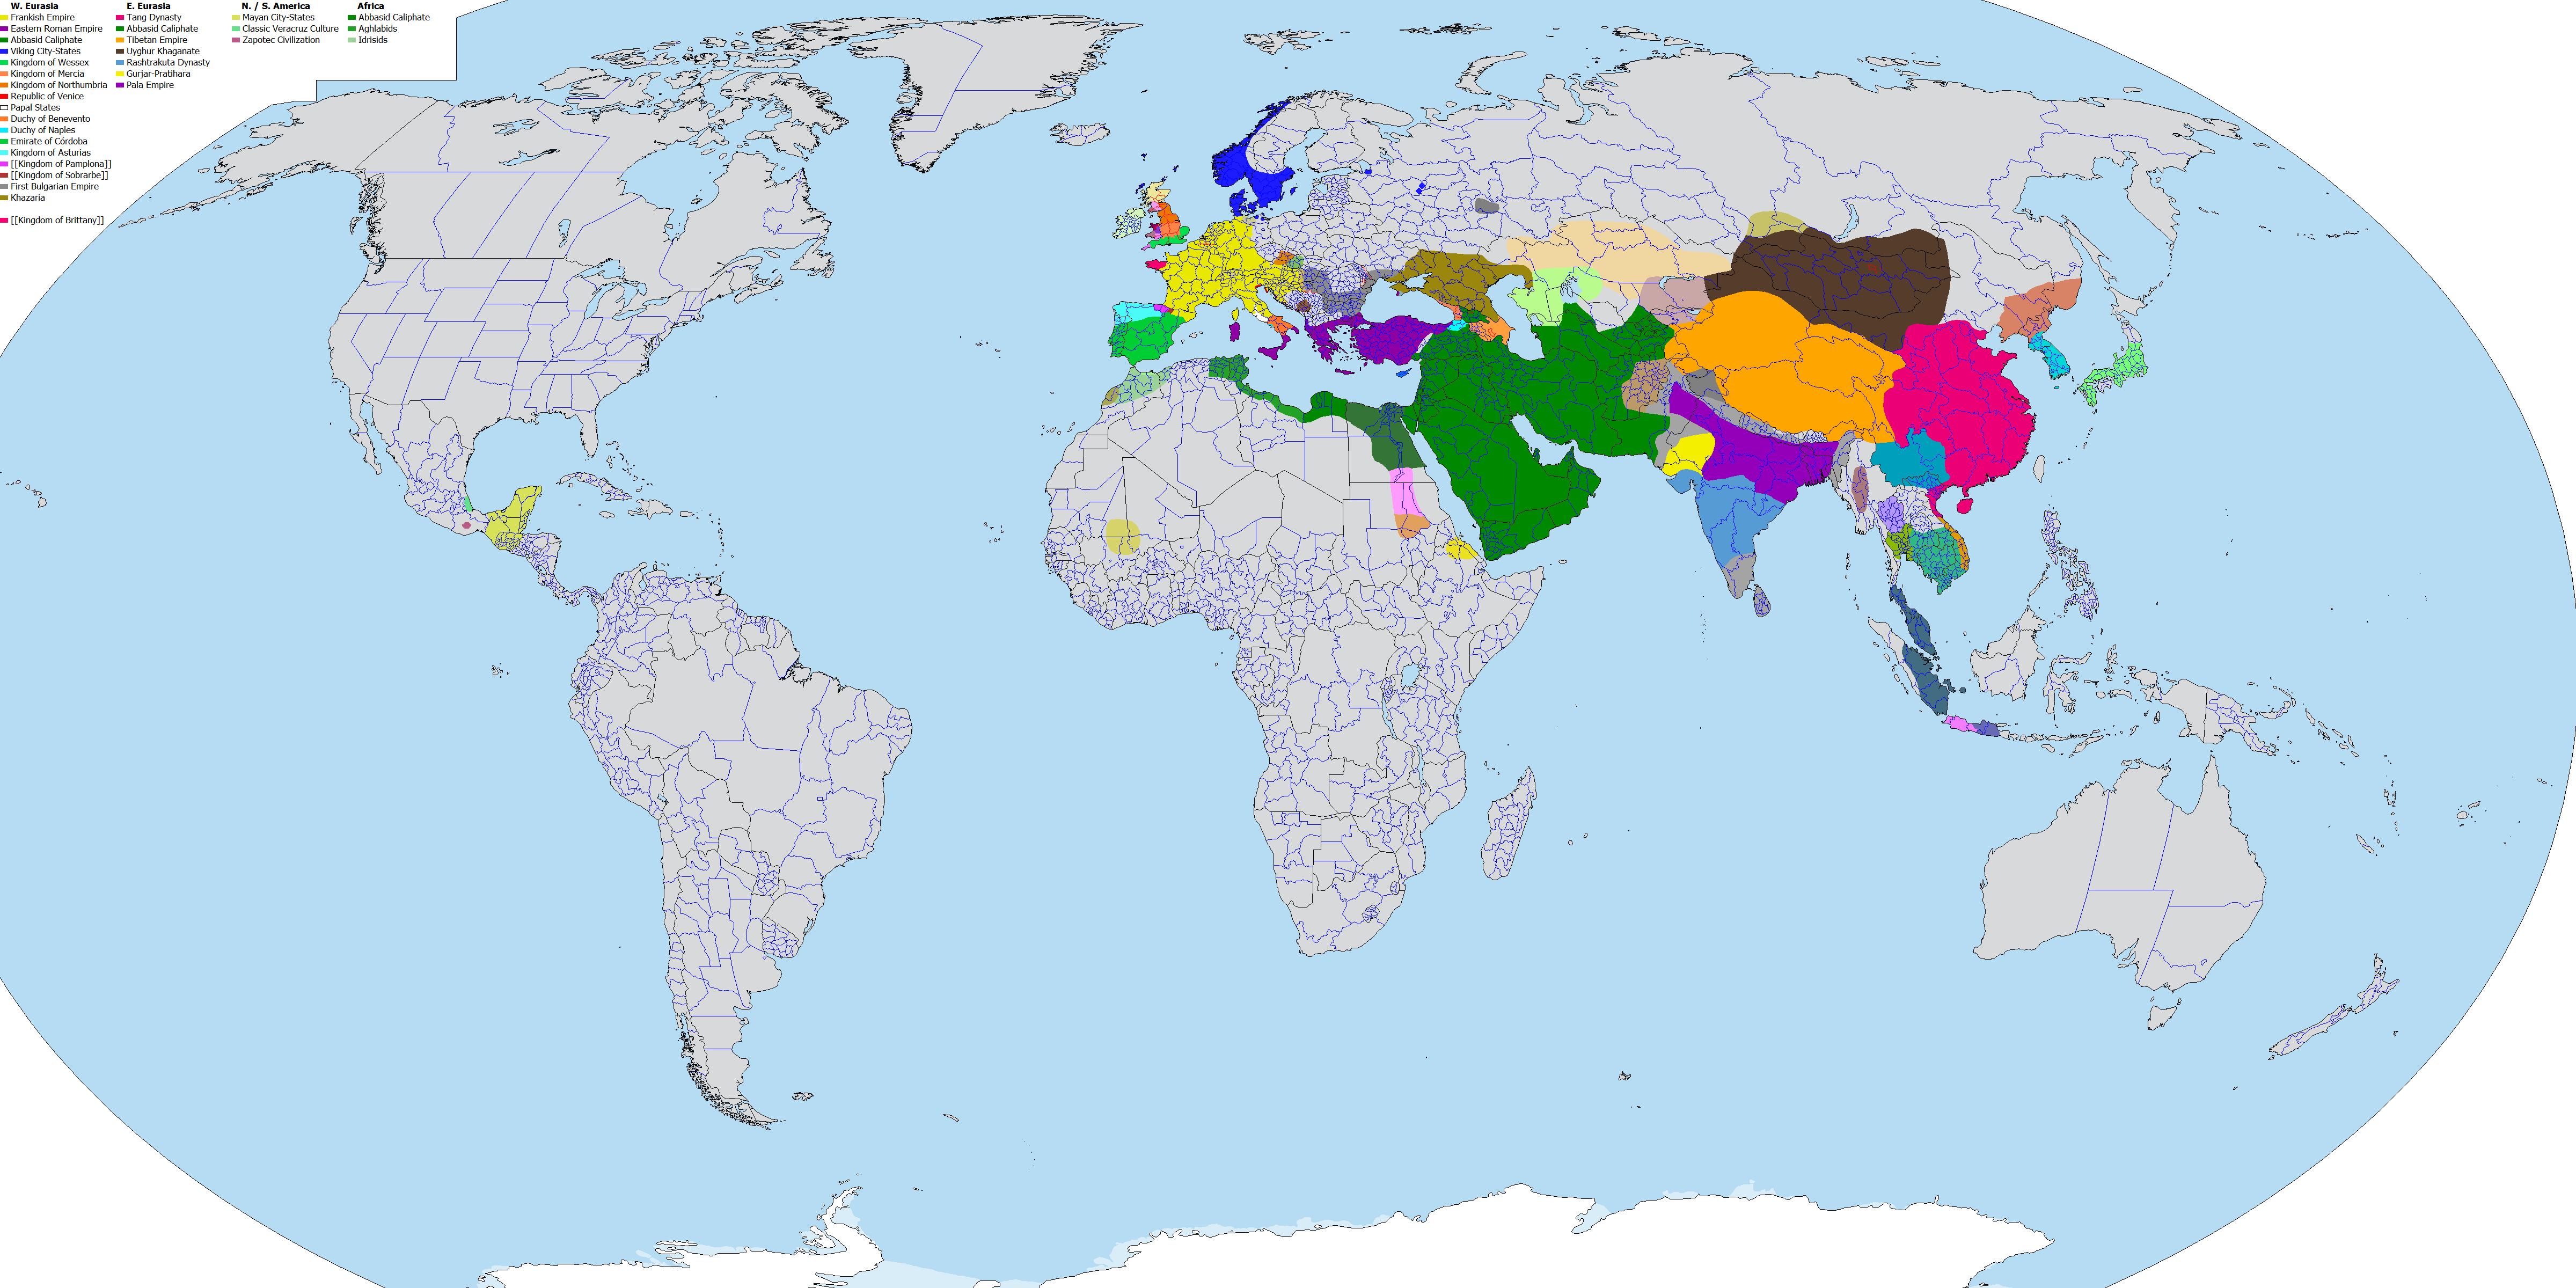 W. Eurasia
Frankish Empire
Eastern Roman Empire
Abbasid Caliphate
Viking City-States
Kingdom of Wessex
Kingdom of Mercia
Kingdom of Northumbria
Republic of Venice
Papal States
Duchy of Benevento
Duchy of Naples
Emirate of Córdoba
Kingdom of Asturias
[[Kingdom of Pamplona]]
[[Kingdom of Sobrarbe]]
First Bulgarian Empire
Khazaria
[[Kingdom of Brittany]]
E. Eurasia
Tang Dynasty
Abbasid Caliphate
Tibetan Empire
Uyghur Khaganate
Rashtrakuta Dynasty
Gurjar-Pratihara
Pala Empire
N. / S. America
Mayan City-States
Classic Veracruz Culture
Zapotec Civilization
Africa
Abbasid Caliphate
Aghlabids
Idrisids